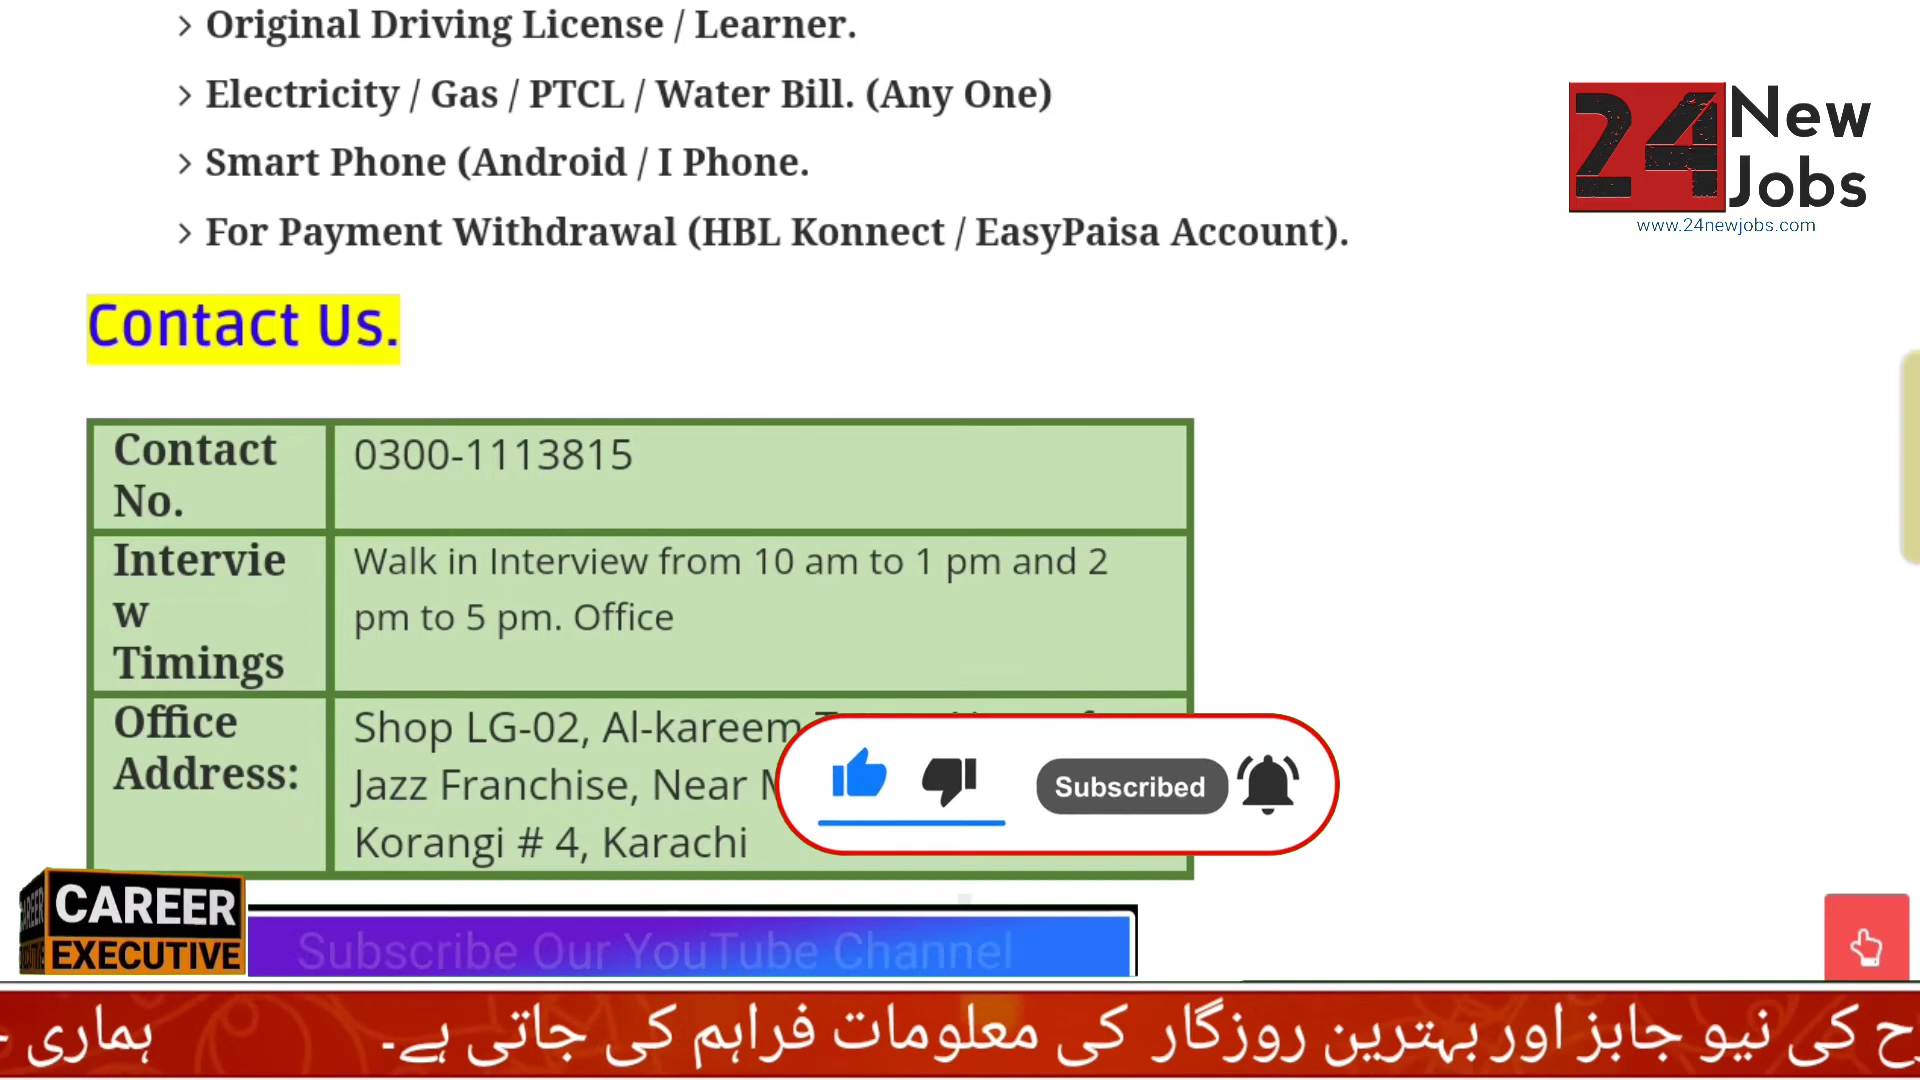 > Original Driving License / Learner.
> Electricity / Gas / PTCL / Water Bill. (Any One)
> Smart Phone (Android / I Phone.
> For Payment Withdrawal (HBL Konnect / EasyPaisa Account).
24 New
Jobs
www.24newjobs.com
Contact Us.
Contact
No.
0300-1113815
Intervie
w
Timings
Walk in Interview from 10 am to 1 pm and 2
pm to 5 pm. Office
Office
Address:
Shop LG-02, Al-kareem
Jazz Franchise, Near
Korangi # 4, Karachi
Subscribed
CAREER
EXECUTIVE
Subscribe Our YouTube Channel
کی نیو جابز اور بہترین روزگار کی معلومات فراہم کی جاتی ہے۔ ہماری